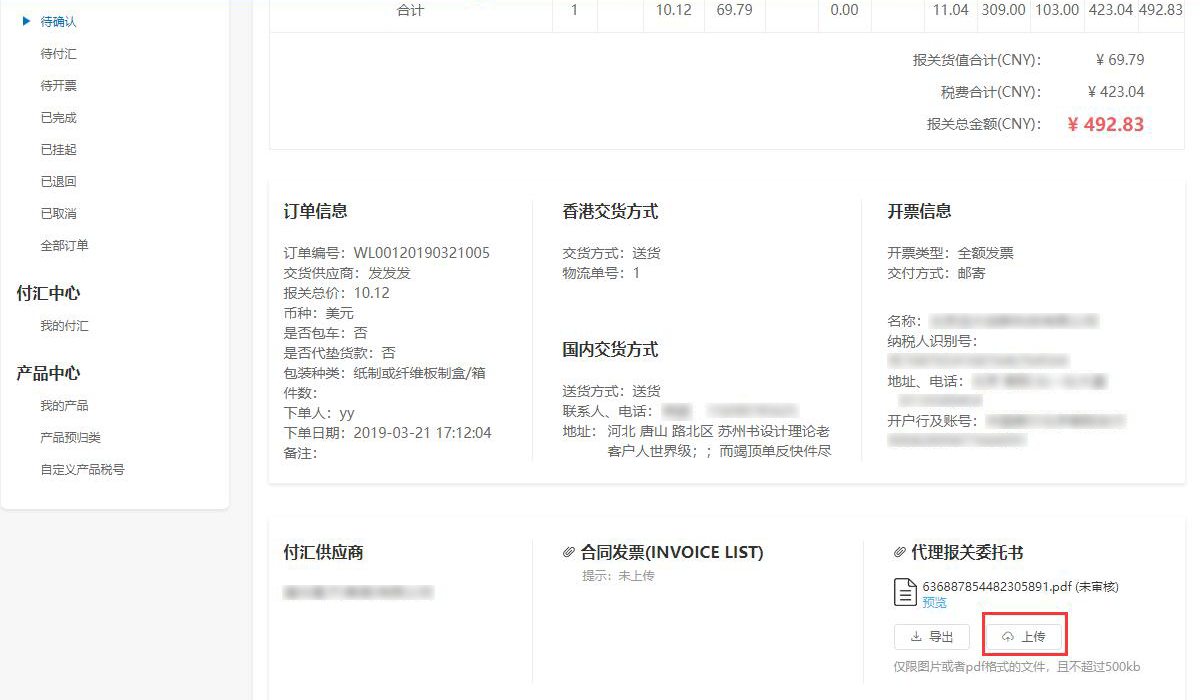 待确认
待付汇
待开票
已完成
已挂起
已退回
已取消
全部订单
付汇中心
我的付汇
产品中心
我的产品
产品预归类
自定义产品税号
合计 1 10.12 69.79 0.00 11.04 309.00 103.00 423.04 492.83
报关货值合计(CNY): ¥ 69.79
税费合计(CNY): ¥ 423.04
报关总金额(CNY): ¥ 492.83
订单信息
订单编号：WL00120190321005
交货供应商：发发发
报关总价：10.12
币种：美元
是否包车：否
是否代垫货款：否
包装种类：纸制或纤维板制盒/箱
件数：
下单人：yy
下单日期：2019-03-21 17:12:04
备注：
香港交货方式
交货方式：送货
物流单号：1
国内交货方式
送货方式：送货
联系人、电话：
地址： 河北 唐山 路北区 苏州书设计理论老
客户人世界级；；而竭顶单反快件尽
开票信息
开票类型：全额发票
交付方式：邮寄
名称：
纳税人识别号：
地址、电话：
开户行及账号：
付汇供应商
合同发票(INVOICE LIST)
提示：未上传
代理报关委托书
636887854482305891.pdf (未审核)
预览
导出 上传
仅限图片或者pdf格式的文件，且不超过500kb